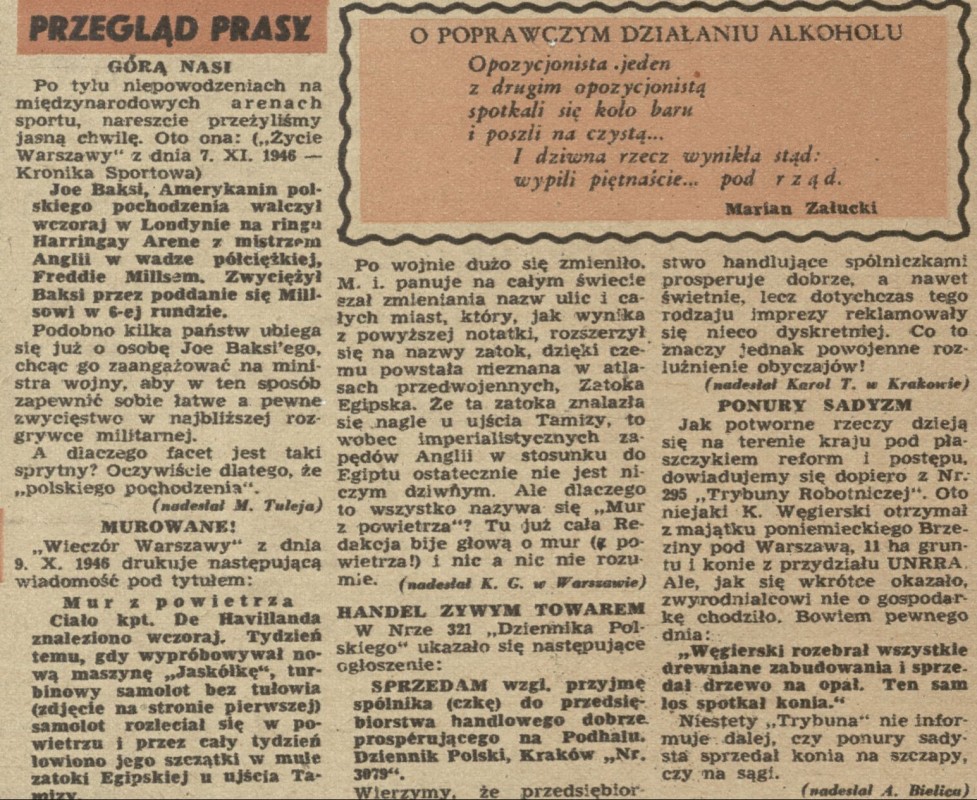 PRZEGLĄD PRASY
GÓRĄ NASI
Po tylu niepowodzeniach na
międzynarodowych arenach
sportu, nareszcie przeżyliśmy
jasną chwilę. Oto ona: („Życie
Warszawy" z dnia 7. XI. 1946 —
Kronika Sportowa)
Joe Baksi, Amerykanin pol-
skiego pochodzenia walczył
wczoraj w Londynie na ringu
Harringay Arene z mistrzem
Anglii w wadze półciężkiej,
Freddie Millsem. Zwyciężył
Baksi przez poddanie się Mill-
sowi w 6-ej rundzie.
Podobno kilka państw ubiega
się już o osobę Joe Baksi'ego,
chcąc go zaangażować na mini-
stra wojny, aby w ten sposób
zapewnić sobie łatwe a pewne
zwycięstwo w najbliższej roz-
grywce militarnej.
A dlaczego facet jest taki
sprytny? Oczywiście dlatego, że
„polskiego pochodzenia".
(nadesłał M. Tuleja)
MUROWANE!
„Wieczór Warszawy" z dnia
9. X. 1946 drukuje następującą
wiadomość pod tytułem:
Mur z powietrza
Ciało kpt. De Havillanda
znaleziono wczoraj. Tydzień
temu, gdy wypróbowywał no-
wą maszynę „Jaskółkę", tur-
binowy samolot bez tułowia
(zdjęcie na stronie pierwszej)
samolot rozleciał się w po-
wietrzu i przez cały tydzień
łowiono jego szczątki w mule
zatoki Egipskiej u ujścia Ta-
mizy.
O POPRAWCZYM DZIAŁANIU ALKOHOLU
Opozycjonista jeden
z drugim opozycjonistą
spotkali się koło baru
i poszli na czystą...
I dziwna rzecz wynikła stąd:
wypili piętnaście... pod rząd.
Marian Załucki
Po wojnie dużo się zmieniło.
M. i. panuje na całym świecie
szał zmieniania nazw ulic i ca-
łych miast, który, jak wynika
z powyższej notatki, rozszerzył
się na nazwy zatok, dzięki cze-
mu powstała nieznana w atla-
sach przedwojennych, Zatoka
Egipska. Że ta zatoka znalazła
się nagle u ujścia Tamizy, to
wobec imperialistycznych za-
pędów Anglii w stosunku do
Egiptu ostatecznie nie jest ni-
czym dziwnym. Ale dlaczego
to wszystko nazywa się „Mur
z powietrza"? Tu już cała Re-
dakcja bije głową o mur (z po-
wietrza!) i nic a nic nie rozu-
mie. (nadesłał K. G. w Warszawie)
HANDEL ZYWYM TOWAREM
W Nrze 321 „Dziennika Pol-
skiego" ukazało się następujące
ogłoszenie:
SPRZEDAM wzgl. przyjmę
spólnika (czkę) do przedsię-
biorstwa handlowego dobrze
prosperującego na Podhalu.
Dziennik Polski, Kraków „Nr.
3079".
Wierzymy, że przedsiębior-
stwo handlujące spólniczkami
prosperuje dobrze, a nawet
świetnie, lecz dotychczas tego
rodzaju imprezy reklamowały
się nieco dyskretniej. Co to
znaczy jednak powojenne roz-
luźnienie obyczajów!
(nadesłał Karol T. w Krakowie)
PONURY SADYZM
Jak potworne rzeczy dzieją
się na terenie kraju pod pła-
szczykiem reform i postępu,
dowiadujemy się dopiero z Nr.
295 „Trybuny Robotniczej". Oto
niejaki K. Węgierski otrzymał
z majątku poniemieckiego Brze-
ziny pod Warszawą, 11 ha grun-
tu i konie z przydziału UNRRA.
Ale, jak się wkrótce okazało,
zwyrodnialcowi nie o gospodar-
kę chodziło. Bowiem pewnego
dnia:
„Węgierski rozebrał wszystkie
drewniane zabudowania i sprze-
dał drzewo na opał. Ten sam
los spotkał konia."
Niestety „Trybuna" nie infor-
muje dalej, czy ponury sady-
sta sprzedał konia na szczapy,
czy na sągi.
(nadesłał A. Bielica)